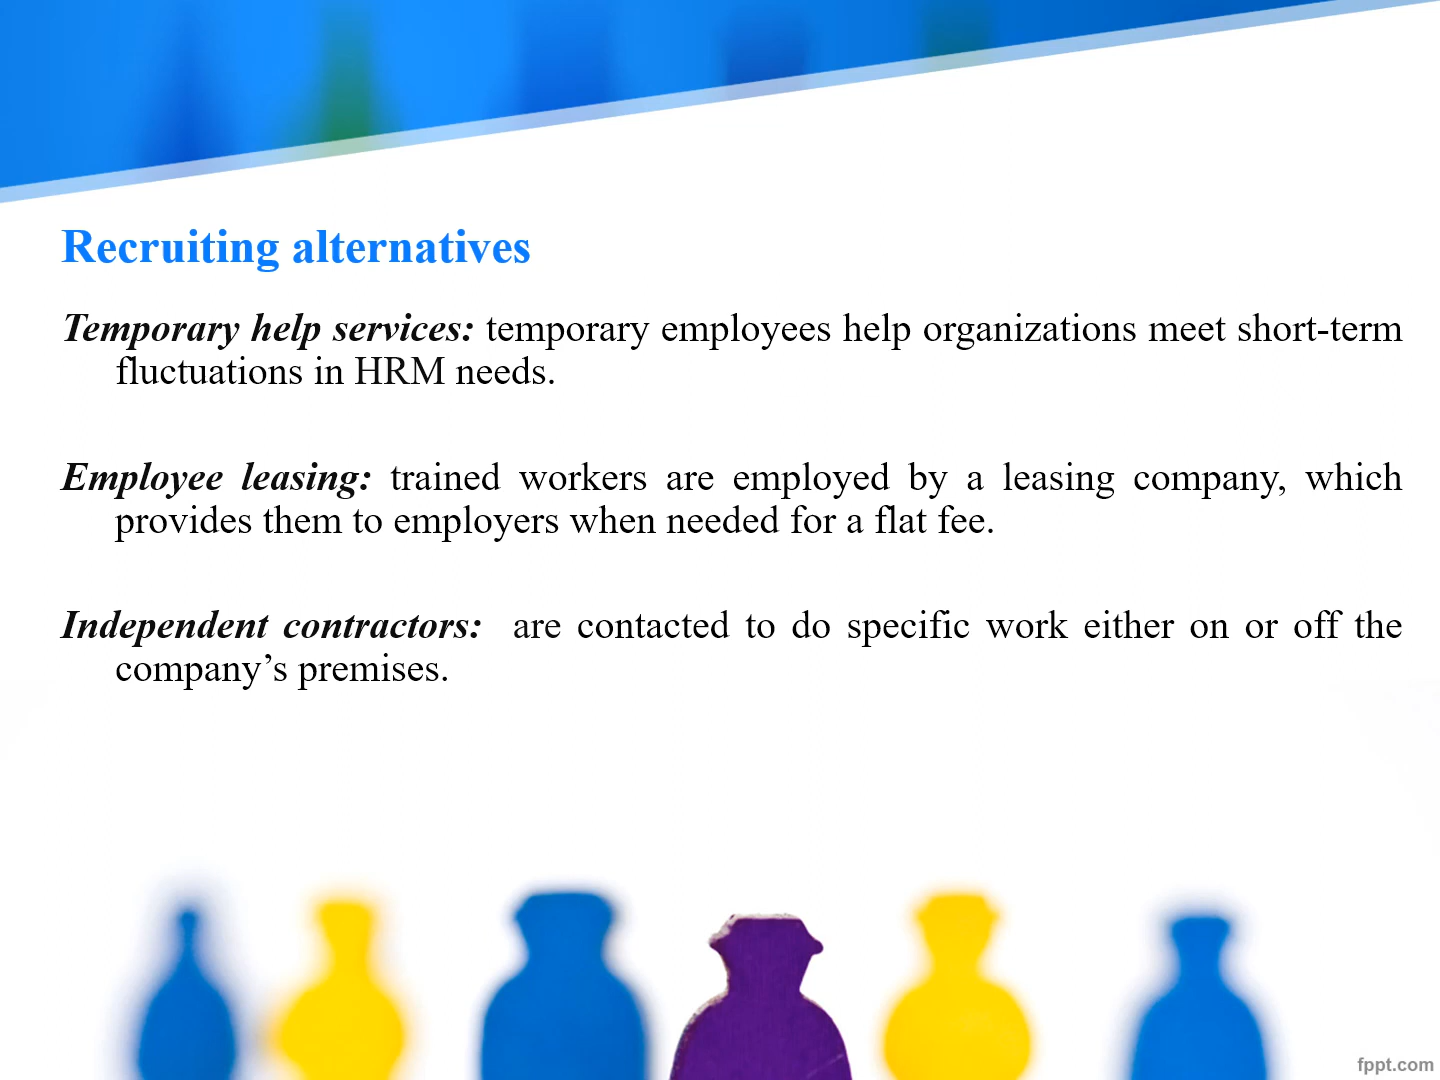 Recruiting alternatives
Temporary help services: temporary employees help organizations meet short-term
fluctuations in HRM needs.
Employee leasing: trained workers are employed by a leasing company, which
provides them to employers when needed for a flat fee.
Independent contractors: are contacted to do specific work either on or off the
company’s premises.
fppt.com